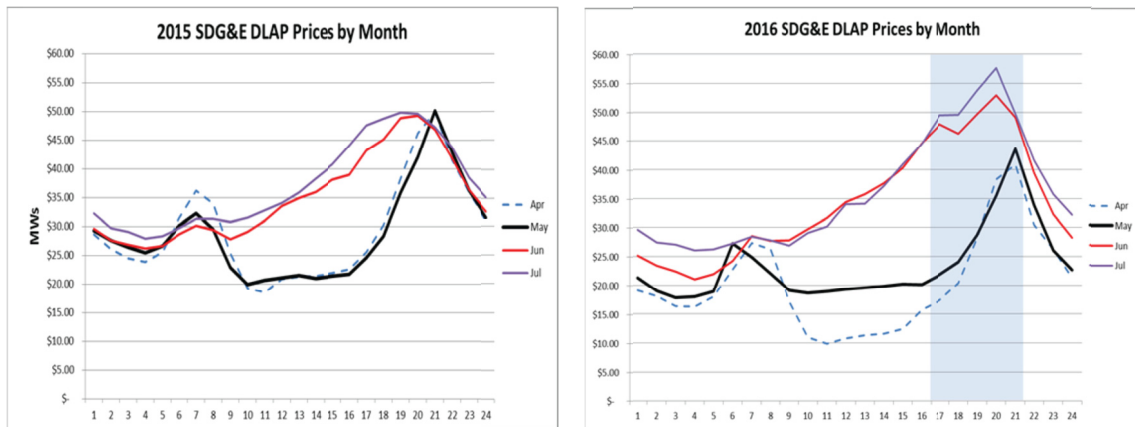 2015 SDG&E DLAP Prices by Month
$60.00
$55.00
$50.00
$45.00
$40.00
$35.00
$30.00
$25.00
$20.00
$15.00
$10.00
$5.00
$-
MWs
1 2 3 4 5 6 7 8 9 10 11 12 13 14 15 16 17 18 19 20 21 22 23 24
Apr
May
Jun
Jul
2016 SDG&E DLAP Prices by Month
$60.00
$55.00
$50.00
$45.00
$40.00
$35.00
$30.00
$25.00
$20.00
$15.00
$10.00
$5.00
$-
1 2 3 4 5 6 7 8 9 10 11 12 13 14 15 16 17 18 19 20 21 22 23 24
Apr
May
Jun
Jul